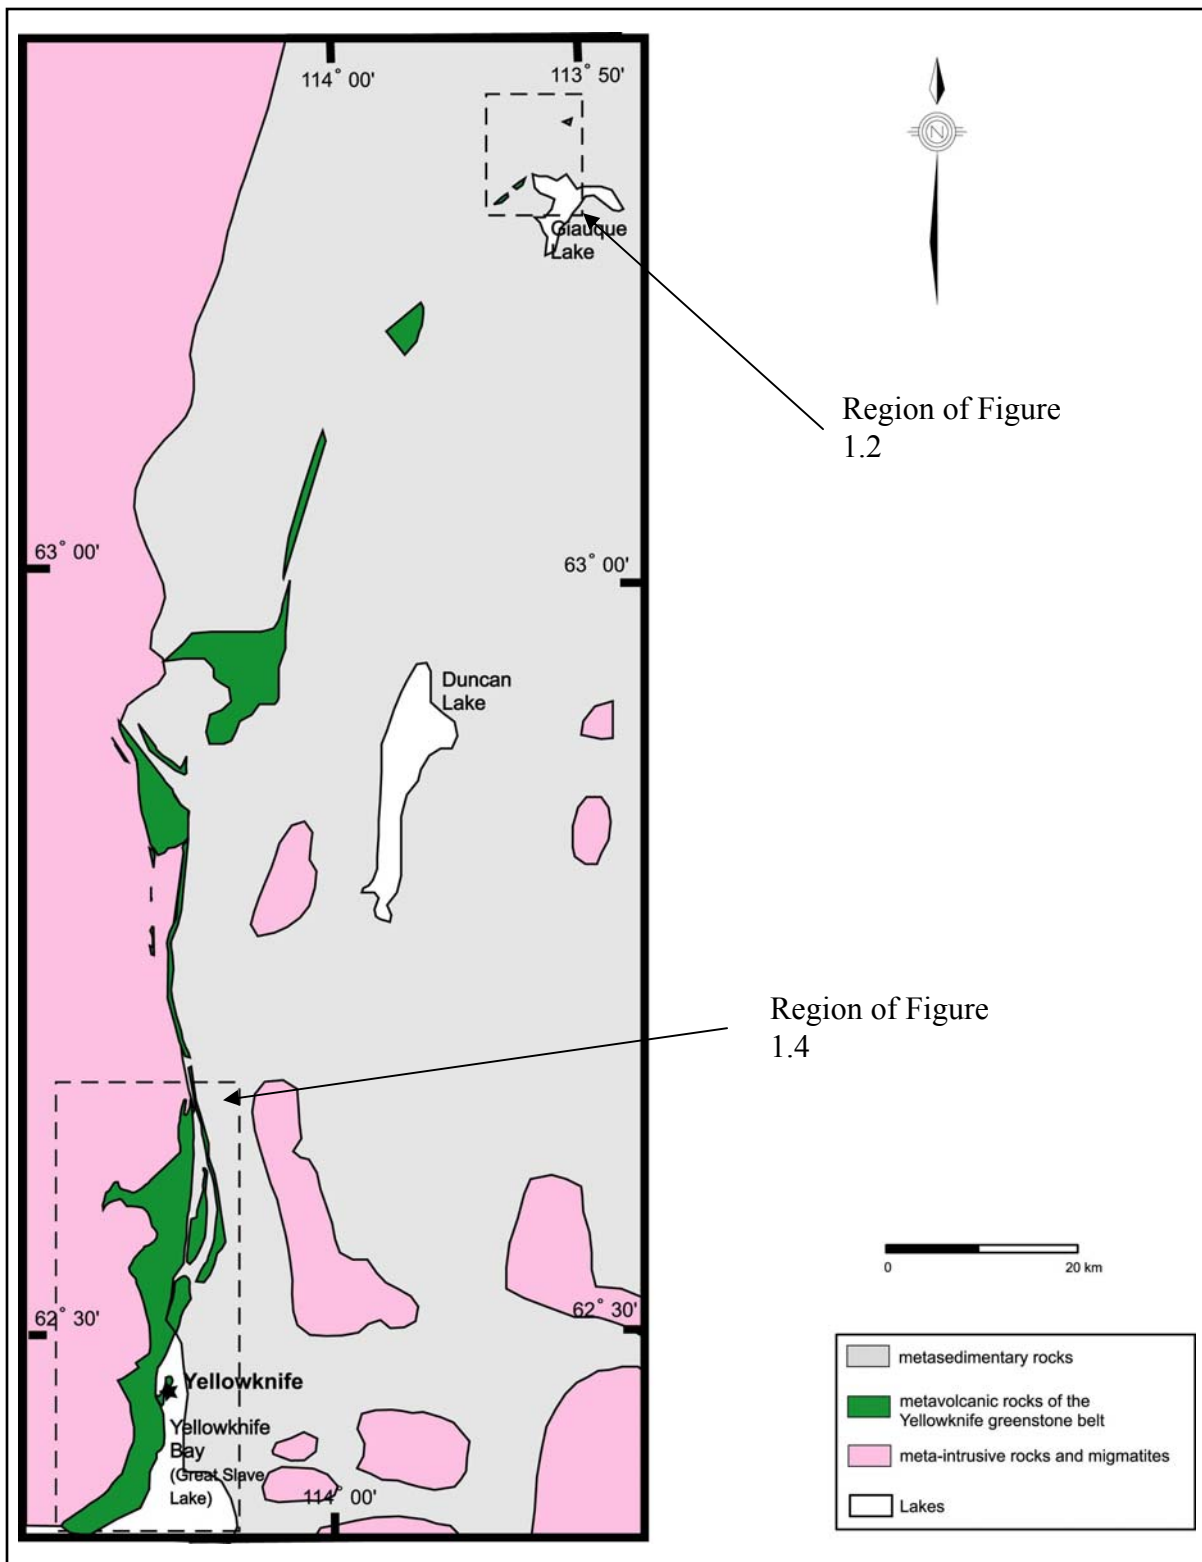 114° 00'
113° 50'
N
Giauque
Lake
Region of Figure
1.2
63° 00'
63° 00'
Duncan
Lake
Region of Figure
1.4
0
20 km
62° 30'
62° 30'
metasedimentary rocks
Yellowknife
metavolcanic rocks of the
Yellowknife greenstone belt
Yellowknife
Bay
(Great Slave
Lake)
meta-intrusive rocks and migmatites
114° 00'
Lakes